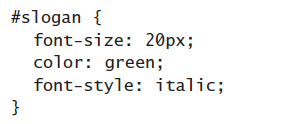 #slogan {
  font-size: 20px;
  color: green;
  font-style: italic;
}